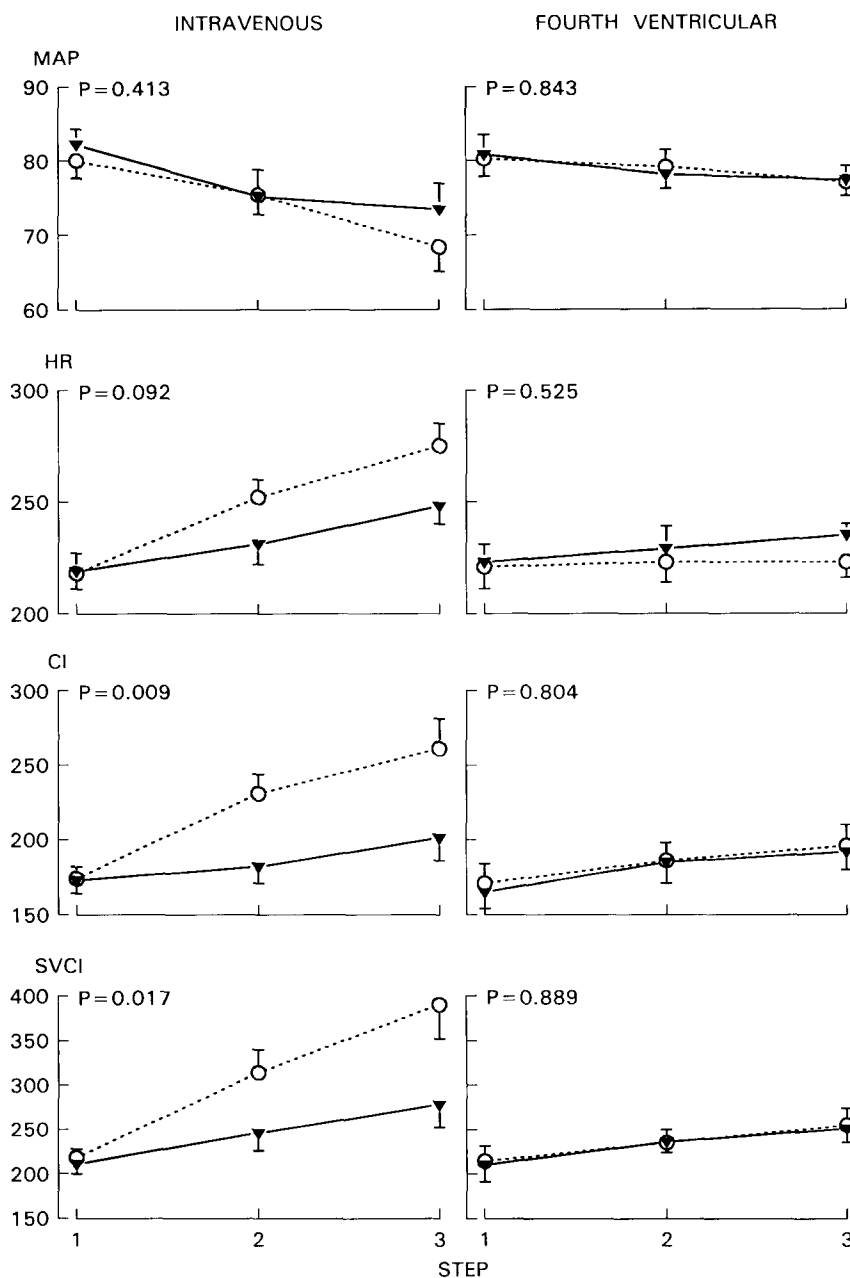 INTRAVENOUS FOURTH VENTRICULAR
MAP
90 P=0.413 P=0.843
80
70
60
HR
300 P=0.092 P=0.525
250
200
CI
300 P=0.009 P=0.804
250
200
150
SVCI
400 P=0.017 P=0.889
350
300
250
200
150
1 2 3 1 2 3
STEP